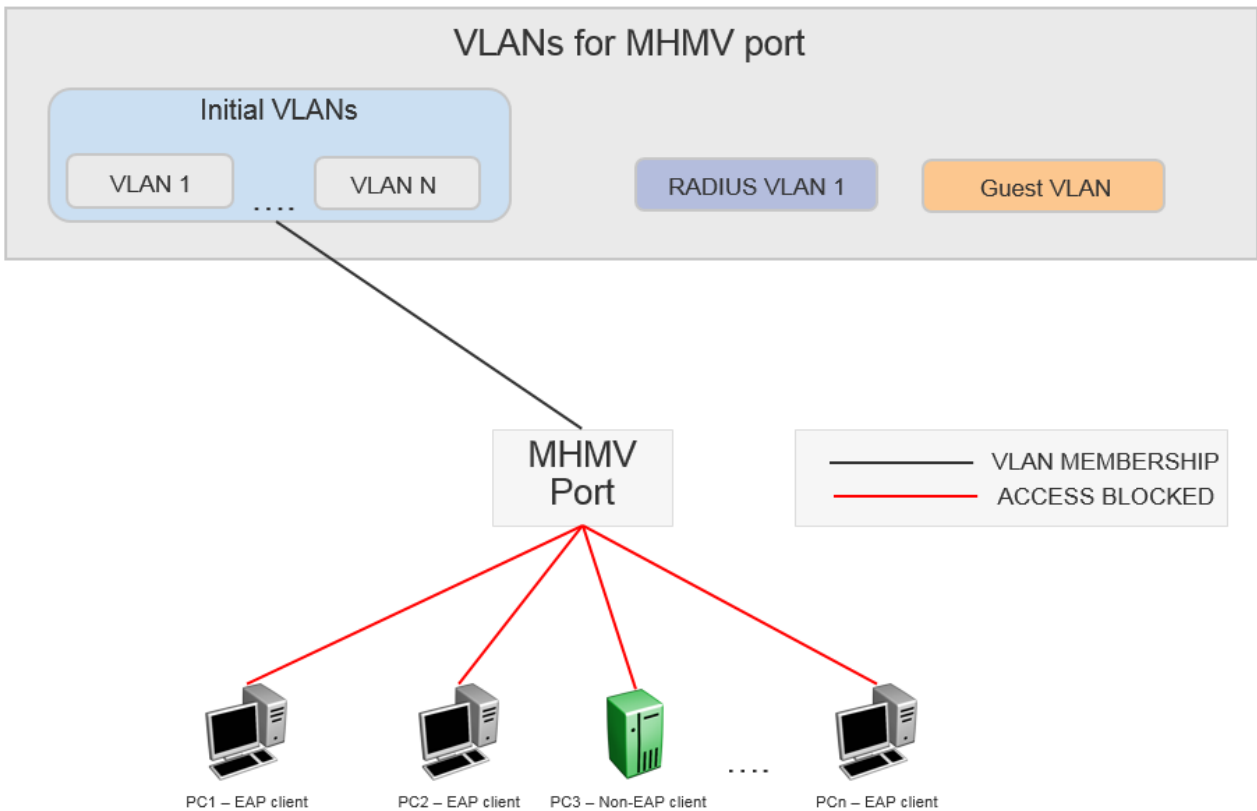 VLANs for MHMV port
Initial VLANs
VLAN 1
....
VLAN N
RADIUS VLAN 1
Guest VLAN
MHMV
Port
VLAN MEMBERSHIP
ACCESS BLOCKED
....
PC1 – EAP client
PC2 – EAP client
PC3 – Non-EAP client
PCn – EAP client